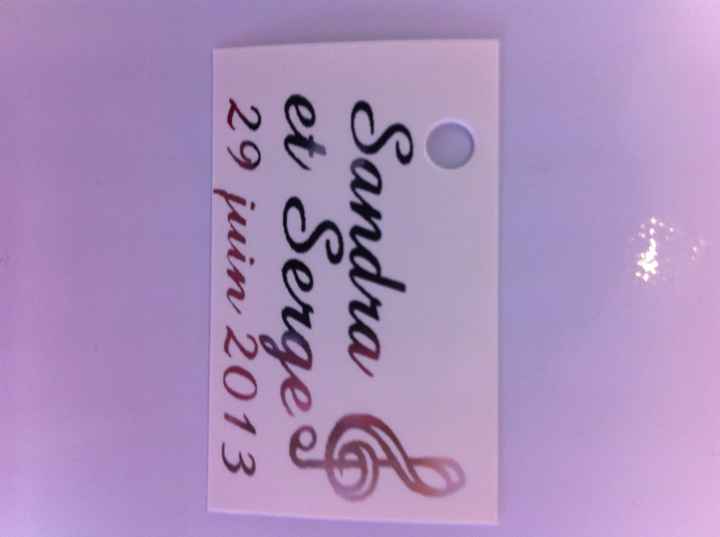 Sandra
et Serge
29 juin 2013